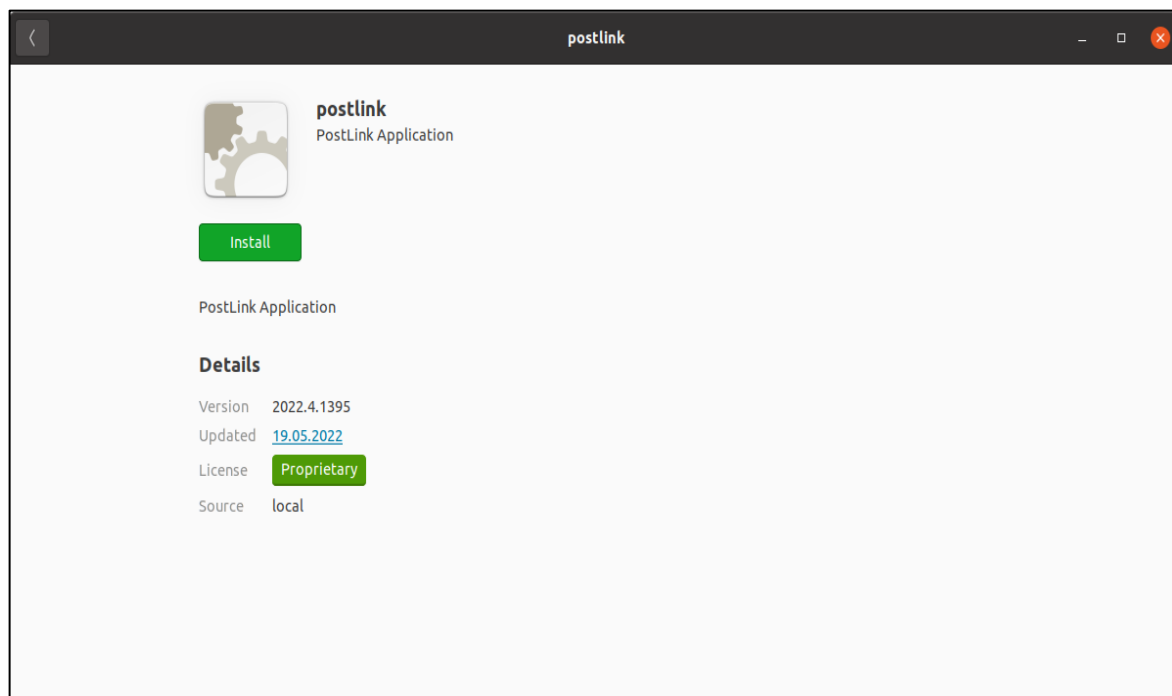 postlink
postlink
PostLink Application
Install
PostLink Application
Details
Version 2022.4.1395
Updated 19.05.2022
License Proprietary
Source local